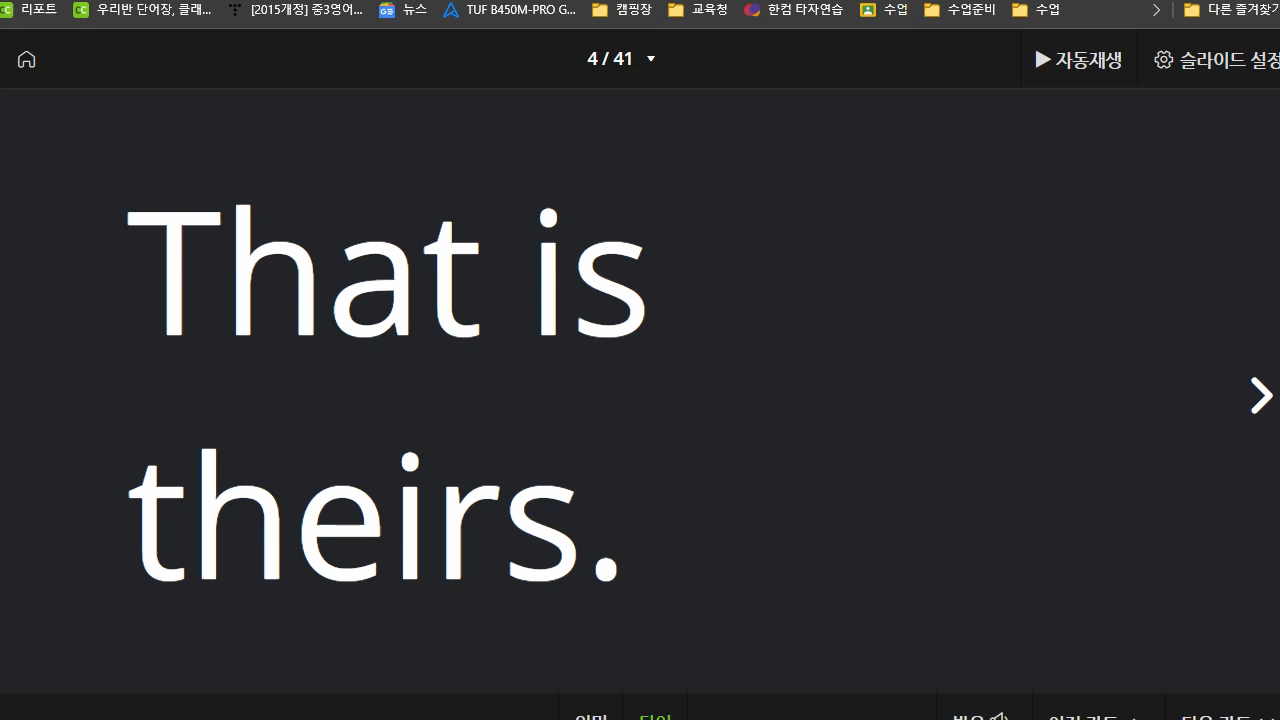 리포트 우리반 단어장, 클래... [2015개정] 중3영어... 뉴스 TUF B450M-PRO G... 캠핑장 교육청 한컴 타자연습 수업 수업준비 수업 다른 즐겨찾기
4 / 41 자동재생 슬라이드 설정
That is
theirs.